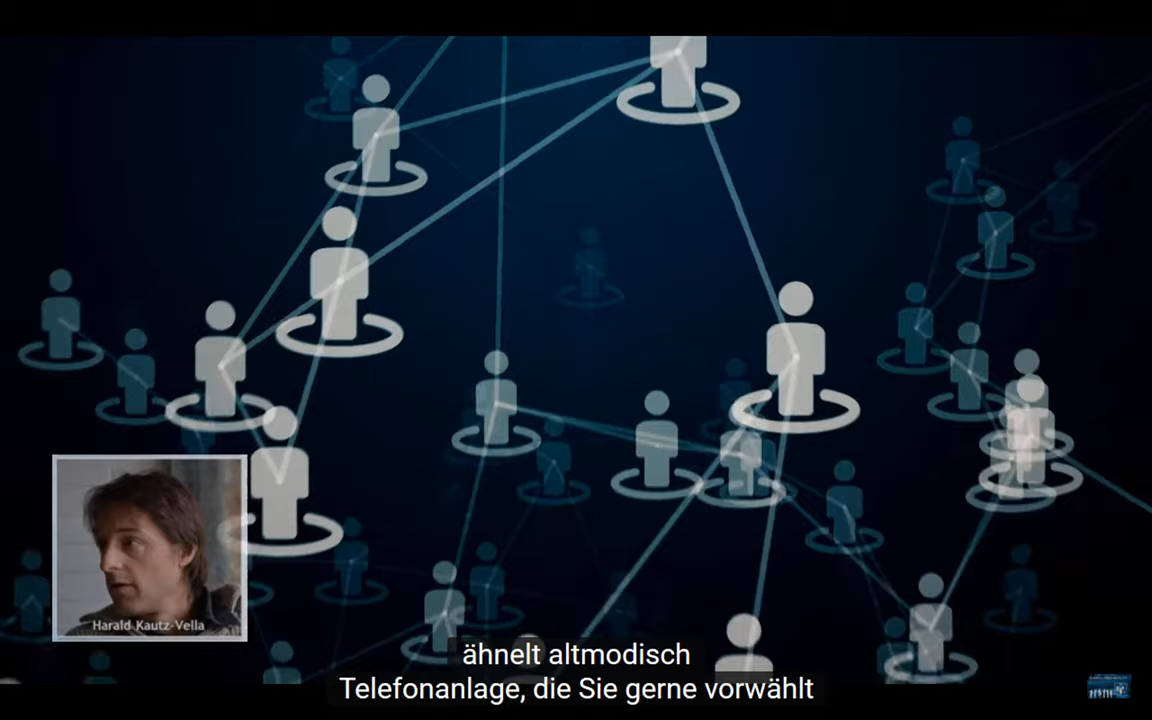 Harald Kautz-Vella
ähnelt altmodisch
Telefonanlage, die Sie gerne vorwählt